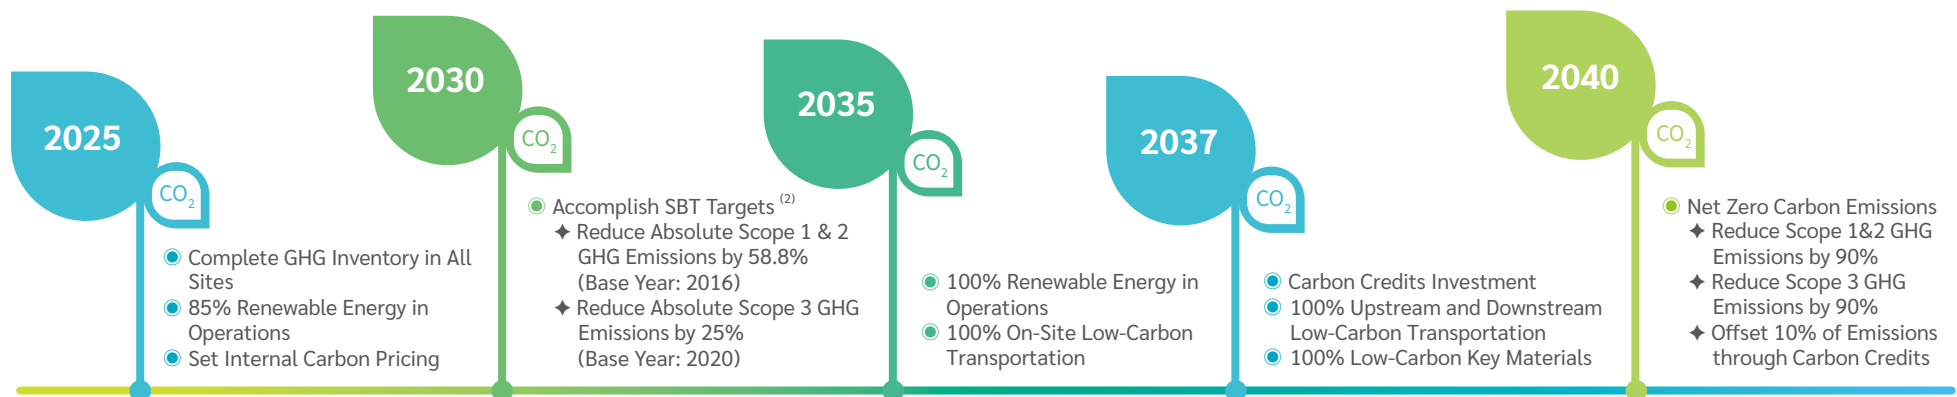 2025
CO2
Complete GHG Inventory in All
Sites
85% Renewable Energy in
Operations
Set Internal Carbon Pricing
2030
CO2
Accomplish SBT Targets (2)
Reduce Absolute Scope 1 & 2
GHG Emissions by 58.8%
(Base Year: 2016)
Reduce Absolute Scope 3 GHG
Emissions by 25%
(Base Year: 2020)
2035
CO2
100% Renewable Energy in
Operations
100% On-Site Low-Carbon
Transportation
2037
CO2
Carbon Credits Investment
100% Upstream and Downstream
Low-Carbon Transportation
100% Low-Carbon Key Materials
2040
CO2
Net Zero Carbon Emissions
Reduce Scope 1&2 GHG
Emissions by 90%
Reduce Scope 3 GHG
Emissions by 90%
Offset 10% of Emissions
through Carbon Credits